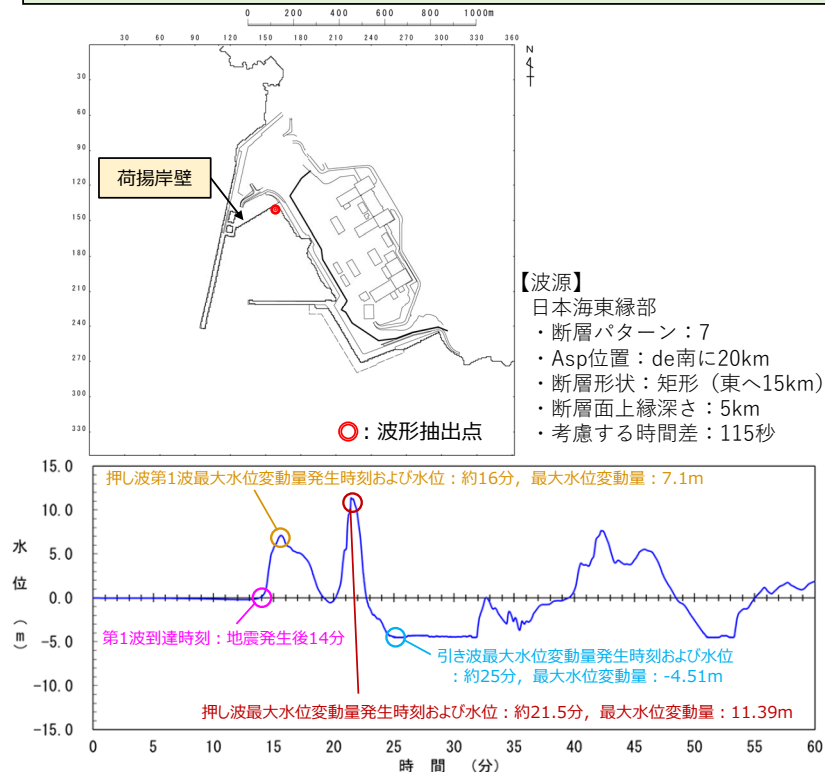 0 200 400 600 800 1000m
30 60 90 120 150 180 210 240 270 300 330 360
N
30
60
90
120
150
180
210
240
270
300
330
荷揚岸壁
◎：波形抽出点
【波源】
日本海東縁部
・断層パターン：7
・Asp位置：de南に20km
・断層形状：矩形（東へ15km）
・断層面上縁深さ：5km
・考慮する時間差：115秒
水位（m）
15.0
10.0
5.0
0.0
-5.0
-10.0
-15.0
押し波第1波最大水位変動量発生時刻および水位：約16分，最大水位変動量：7.1m
第1波到達時刻：地震発生後14分
引き波最大水位変動量発生時刻および水位
：約25分，最大水位変動量：-4.51m
押し波最大水位変動量発生時刻および水位：約21.5分，最大水位変動量：11.39m
0 5 10 15 20 25 30 35 40 45 50 55 60
時 間 （分）